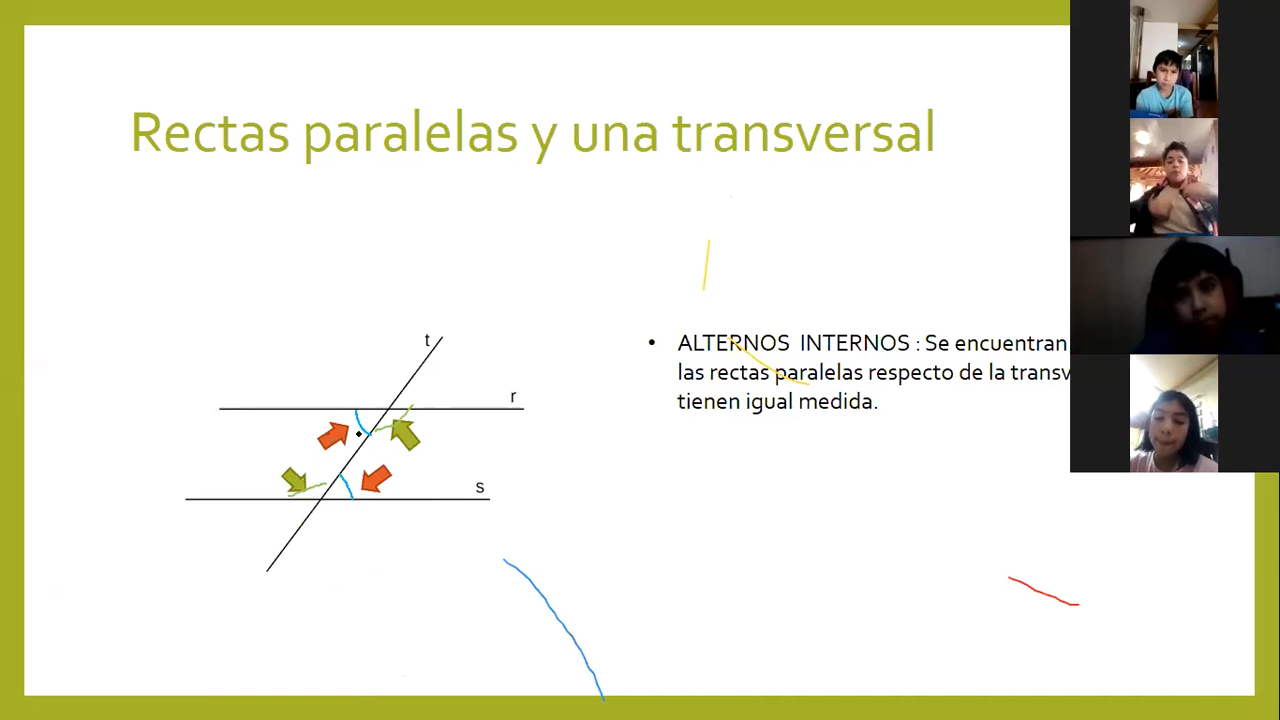 Rectas paralelas y una transversal
t
r
s
• ALTERNOS INTERNOS : Se encuentran
las rectas paralelas respecto de la transv
tienen igual medida.